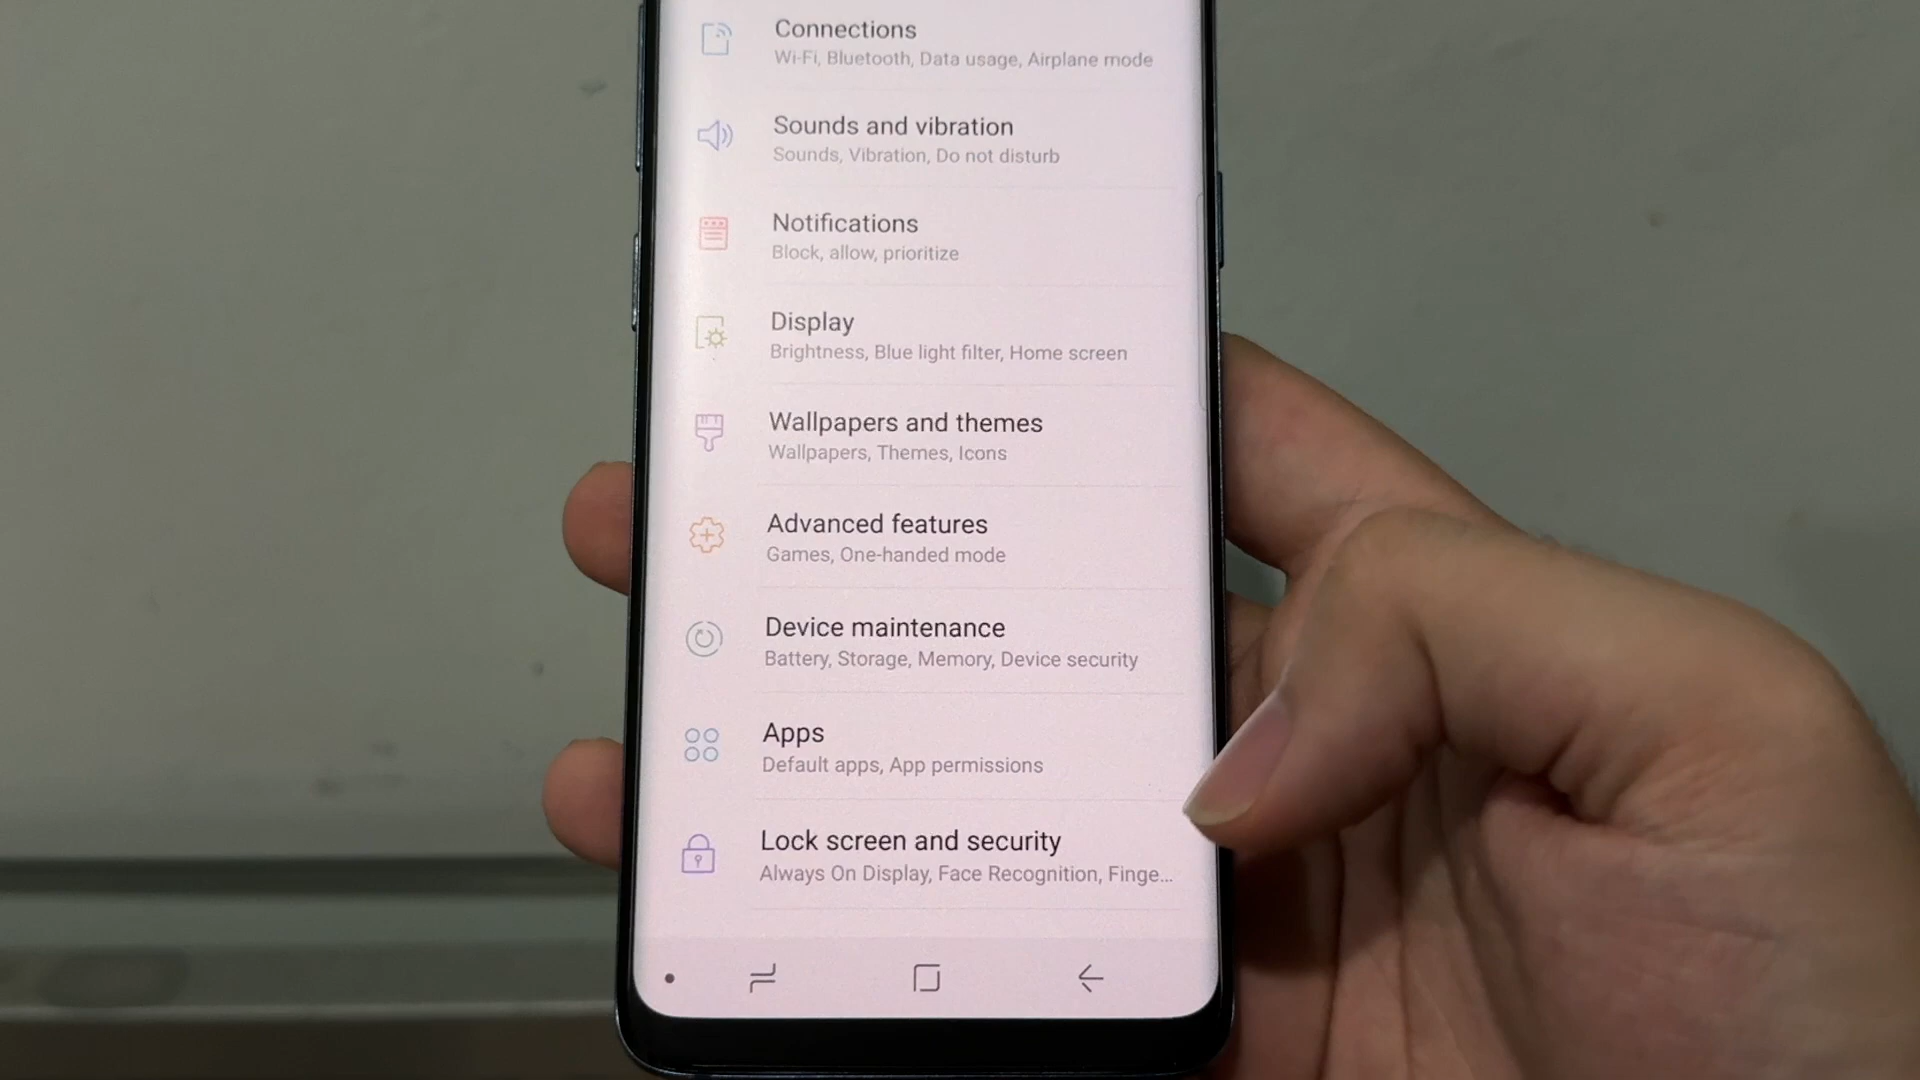 Connections
Wi-Fi, Bluetooth, Data usage, Airplane mode
Sounds and vibration
Sounds, Vibration, Do not disturb
Notifications
Block, allow, prioritize
Display
Brightness, Blue light filter, Home screen
Wallpapers and themes
Wallpapers, Themes, Icons
Advanced features
Games, One-handed mode
Device maintenance
Battery, Storage, Memory, Device security
Apps
Default apps, App permissions
Lock screen and security
Always On Display, Face Recognition, Finge...